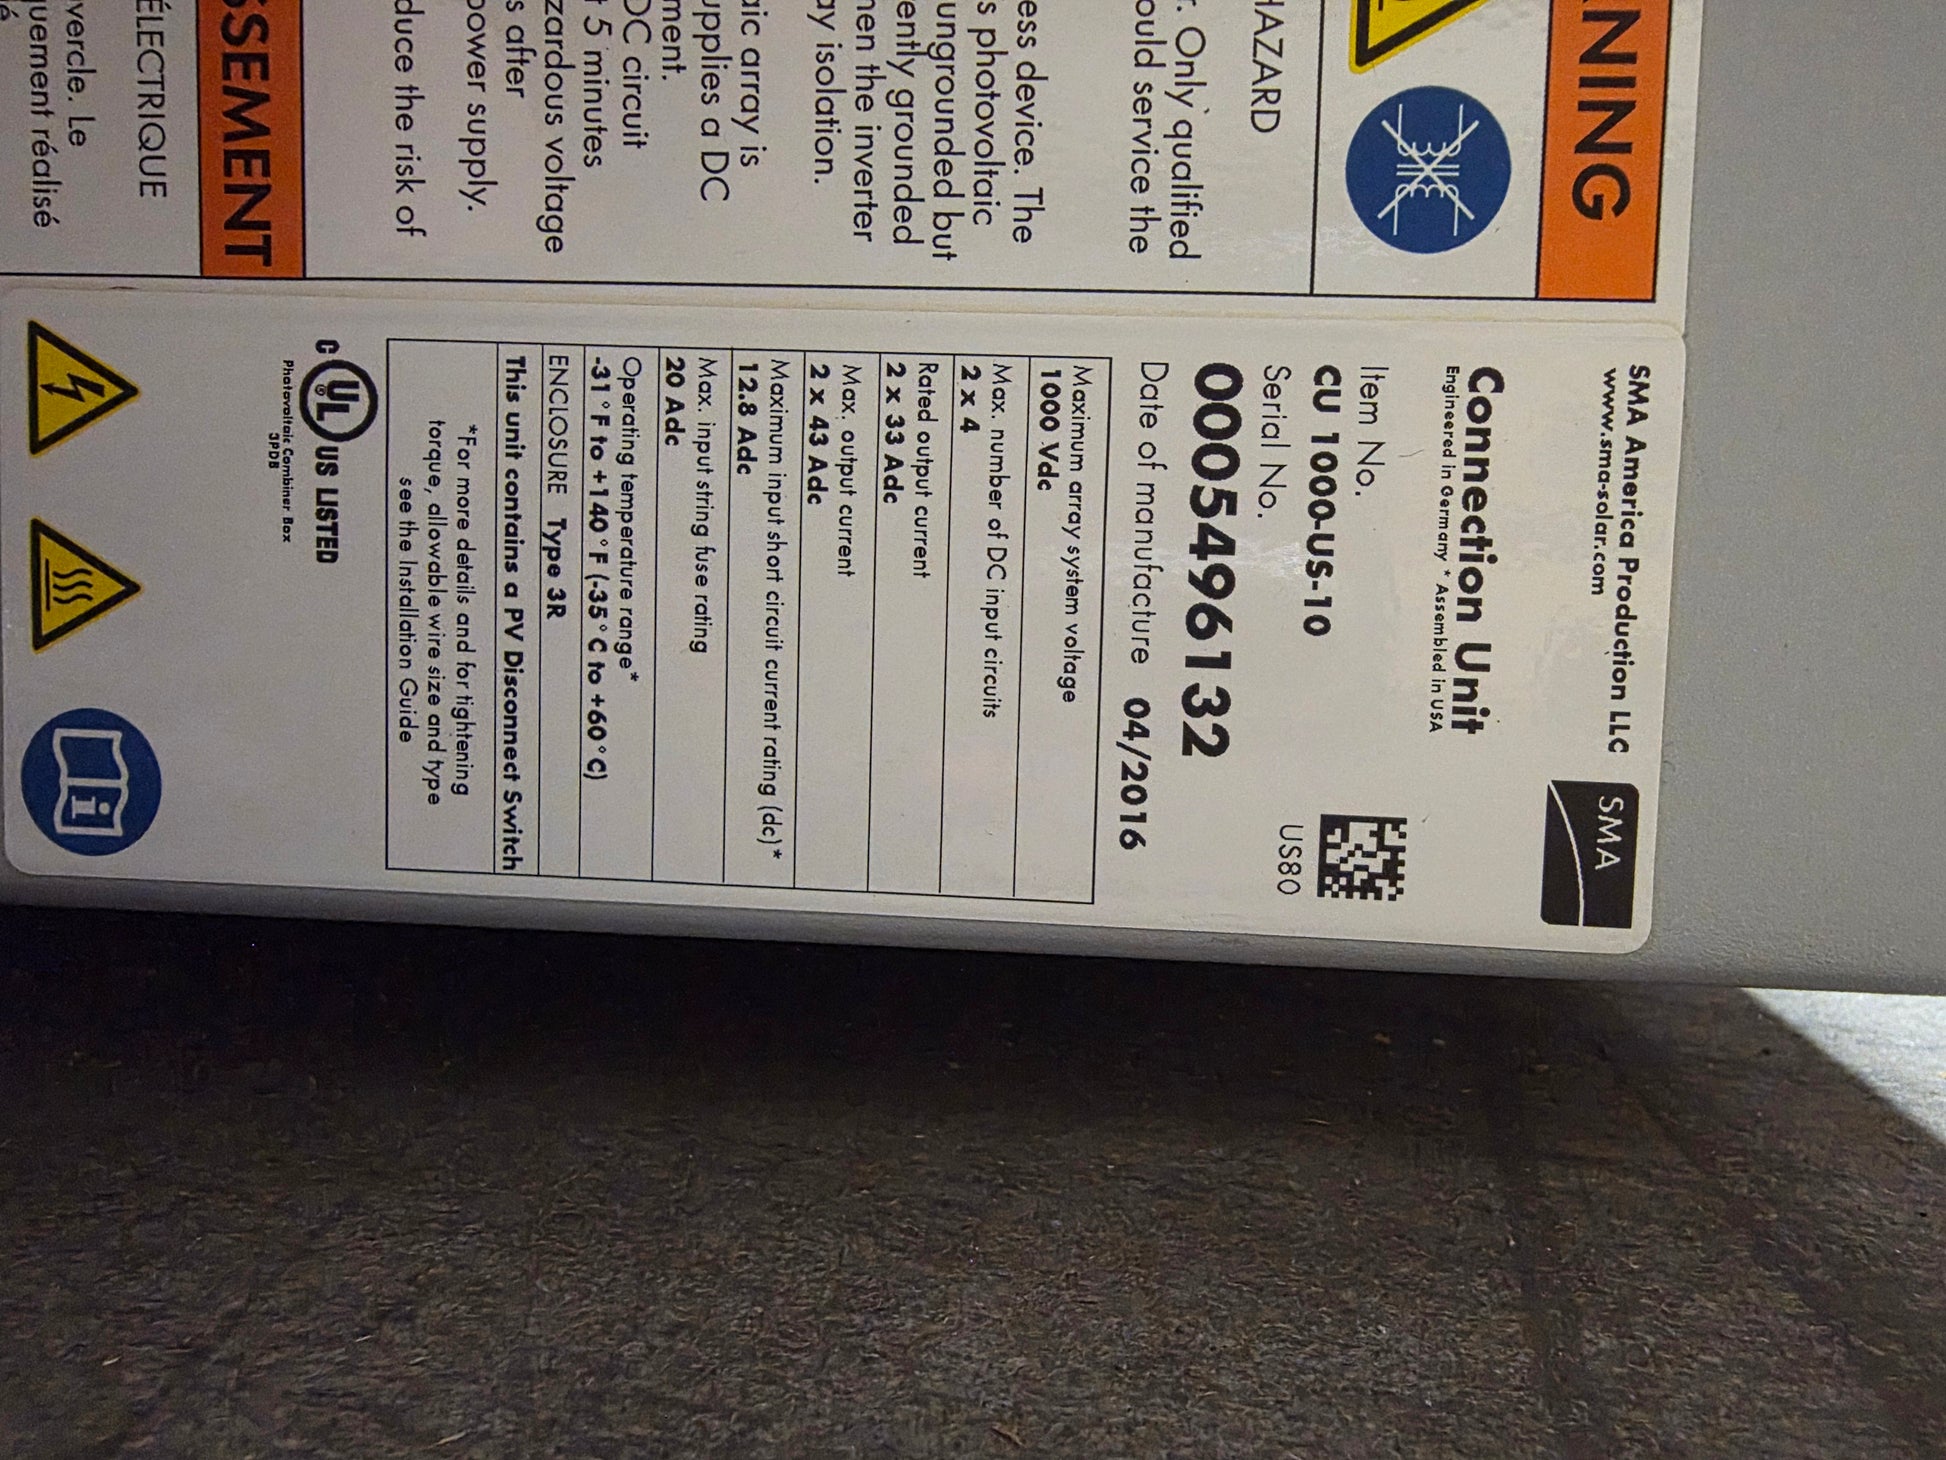 NING
HAZARD
r. Only qualified
ould service the
ess device. The
s photovoltaic
ungrounded but
ently grounded
hen the inverter
ay isolation.
aic array is
upplies a DC
ment.
DC circuit
5 minutes
zardous voltage
s after
power supply.
duce the risk of
SSEMENT
ÉLECTRIQUE
vercle. Le
quement réalisé
é
SMA America Production LLC
www.sma-solar.com
SMA
Connection Unit
Engineered in Germany * Assembled in USA
Item No.
CU 1000-US-10
Serial No.
US80
0005496132
Date of manufacture 04/2016
Maximum array system voltage
1000 Vdc
Max. number of DC input circuits
2 x 4
Rated output current
2 x 33 Adc
Max. output current
2 x 43 Adc
Maximum input short circuit current rating (dc)*
12.8 Adc
Max. input string fuse rating
20 Adc
Operating temperature range*
-31°F to +140°F (-35°C to +60°C)
ENCLOSURE Type 3R
This unit contains a PV Disconnect Switch
*For more details and for tightening
torque, allowable wire size and type
see the Installation Guide
C UL US LISTED
Photovoltaic Combiner Box
3PDB